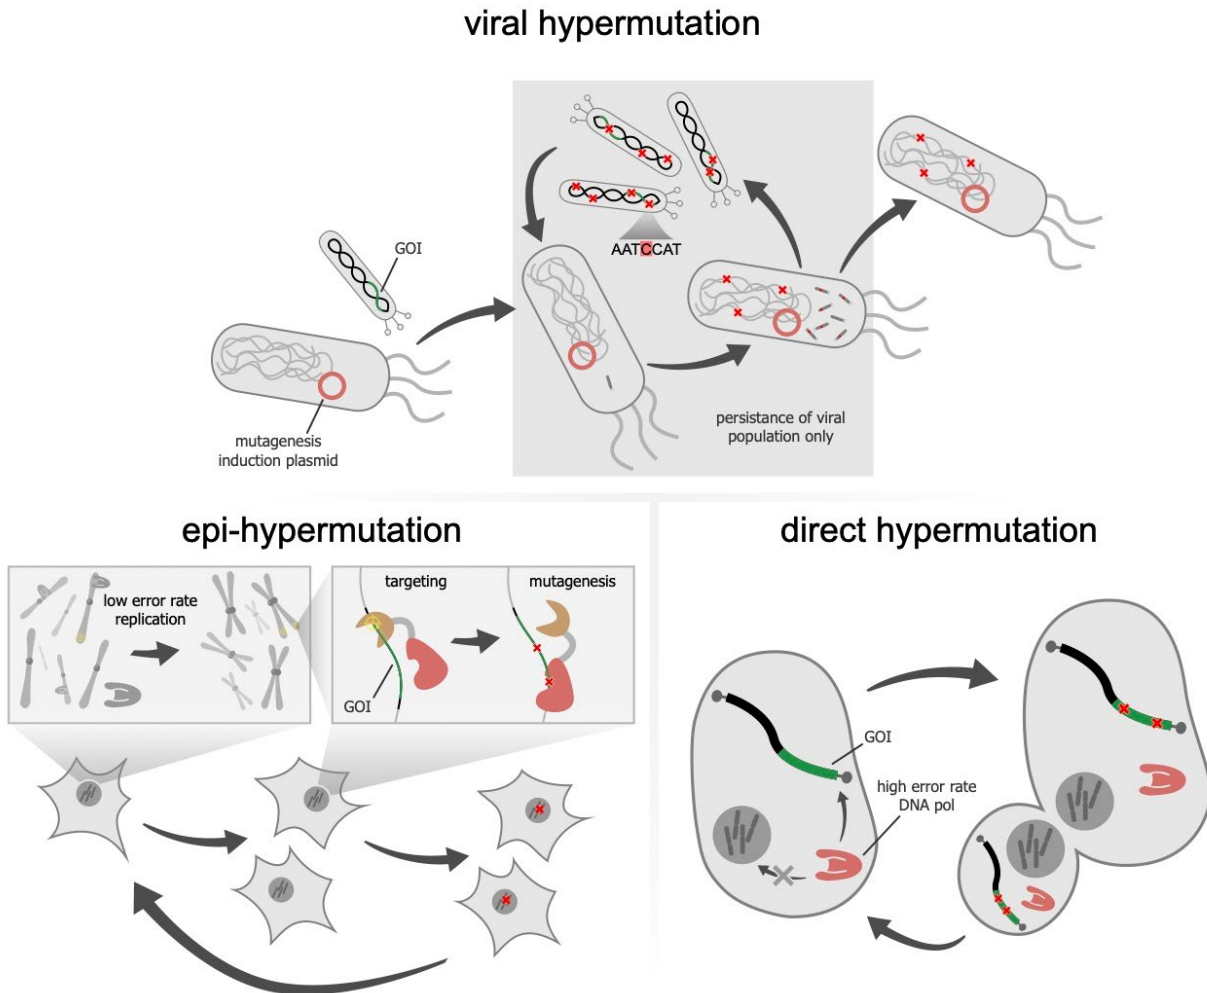 viral hypermutation
GOI
AATCCAT
mutagenesis
induction plasmid
persistance of viral
population only
epi-hypermutation
low error rate
replication
targeting
mutagenesis
GOI
direct hypermutation
GOI
high error rate
DNA pol